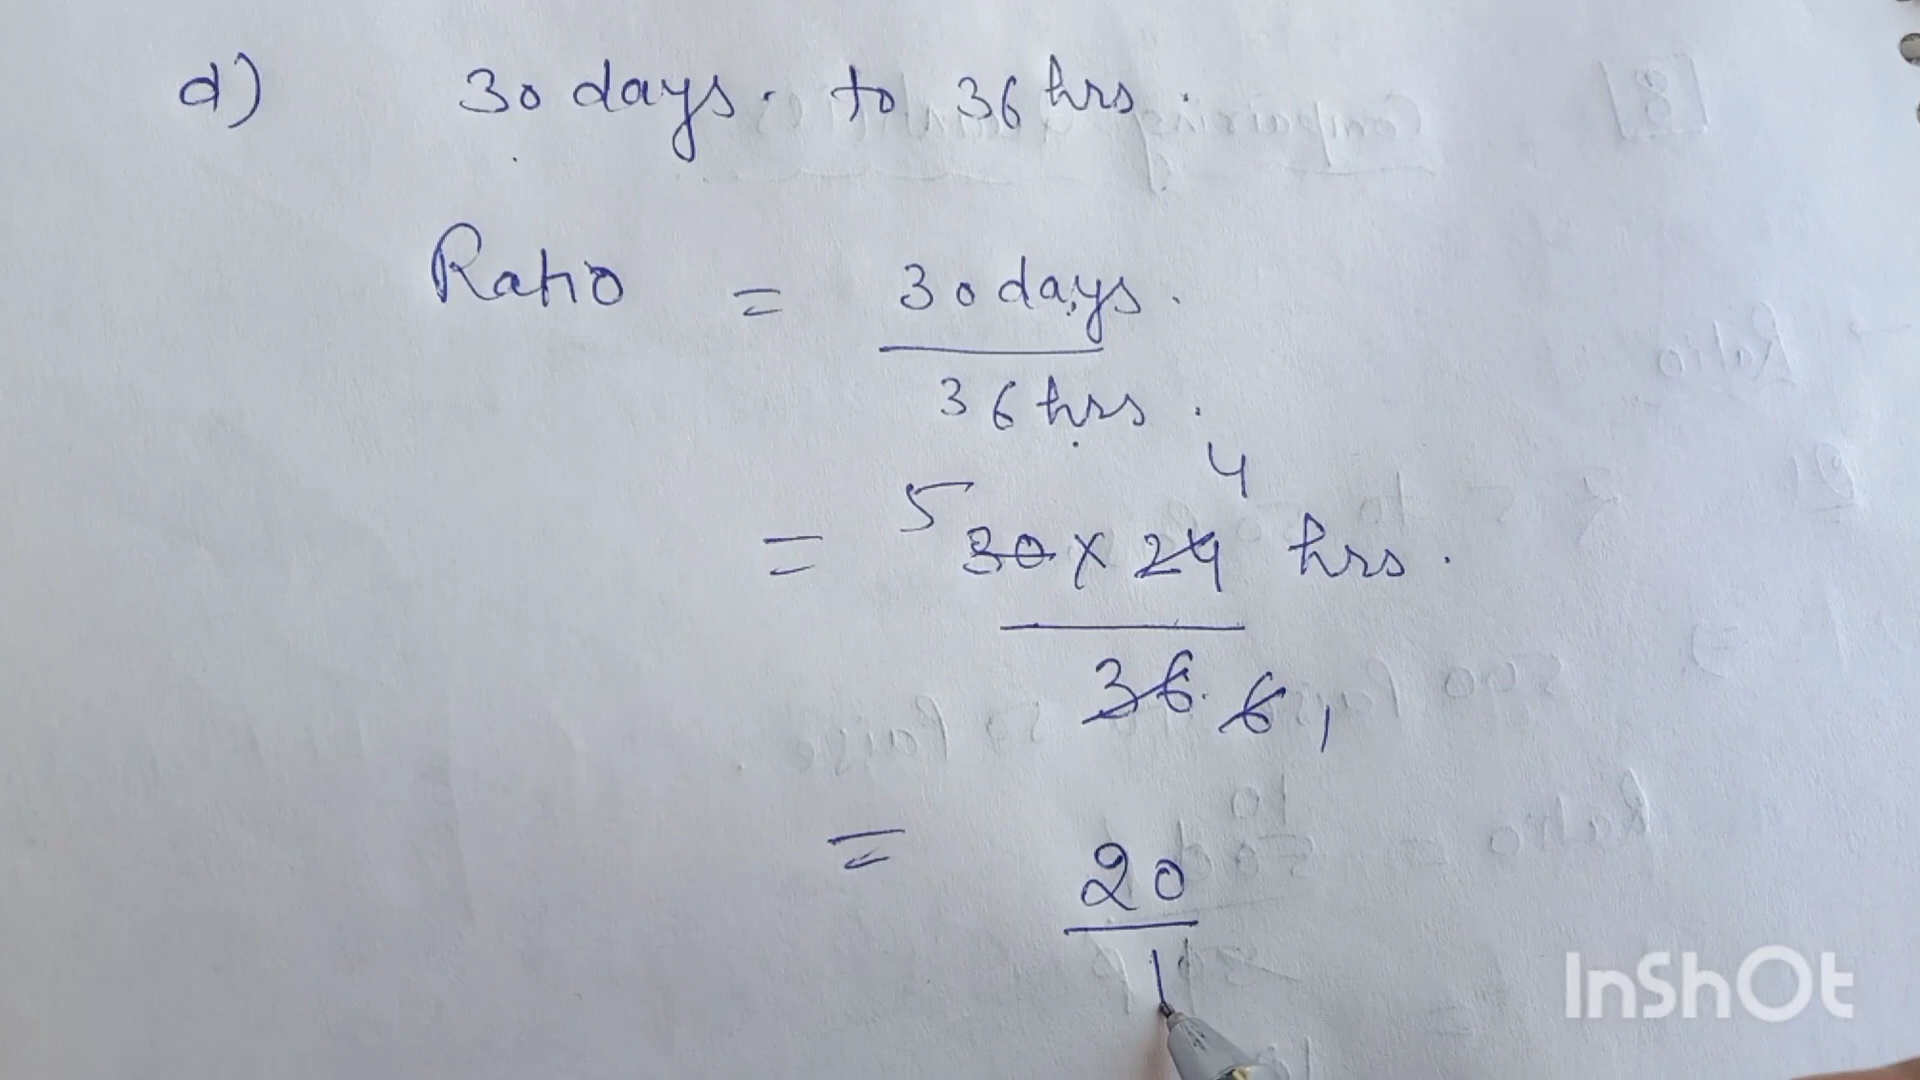 d) 30 days. to 36 hrs.
Ratio = 30 days.
36 hrs.
4
= 5 30 x 24 hrs.
36. 6, 1
= 20
1
InShOt